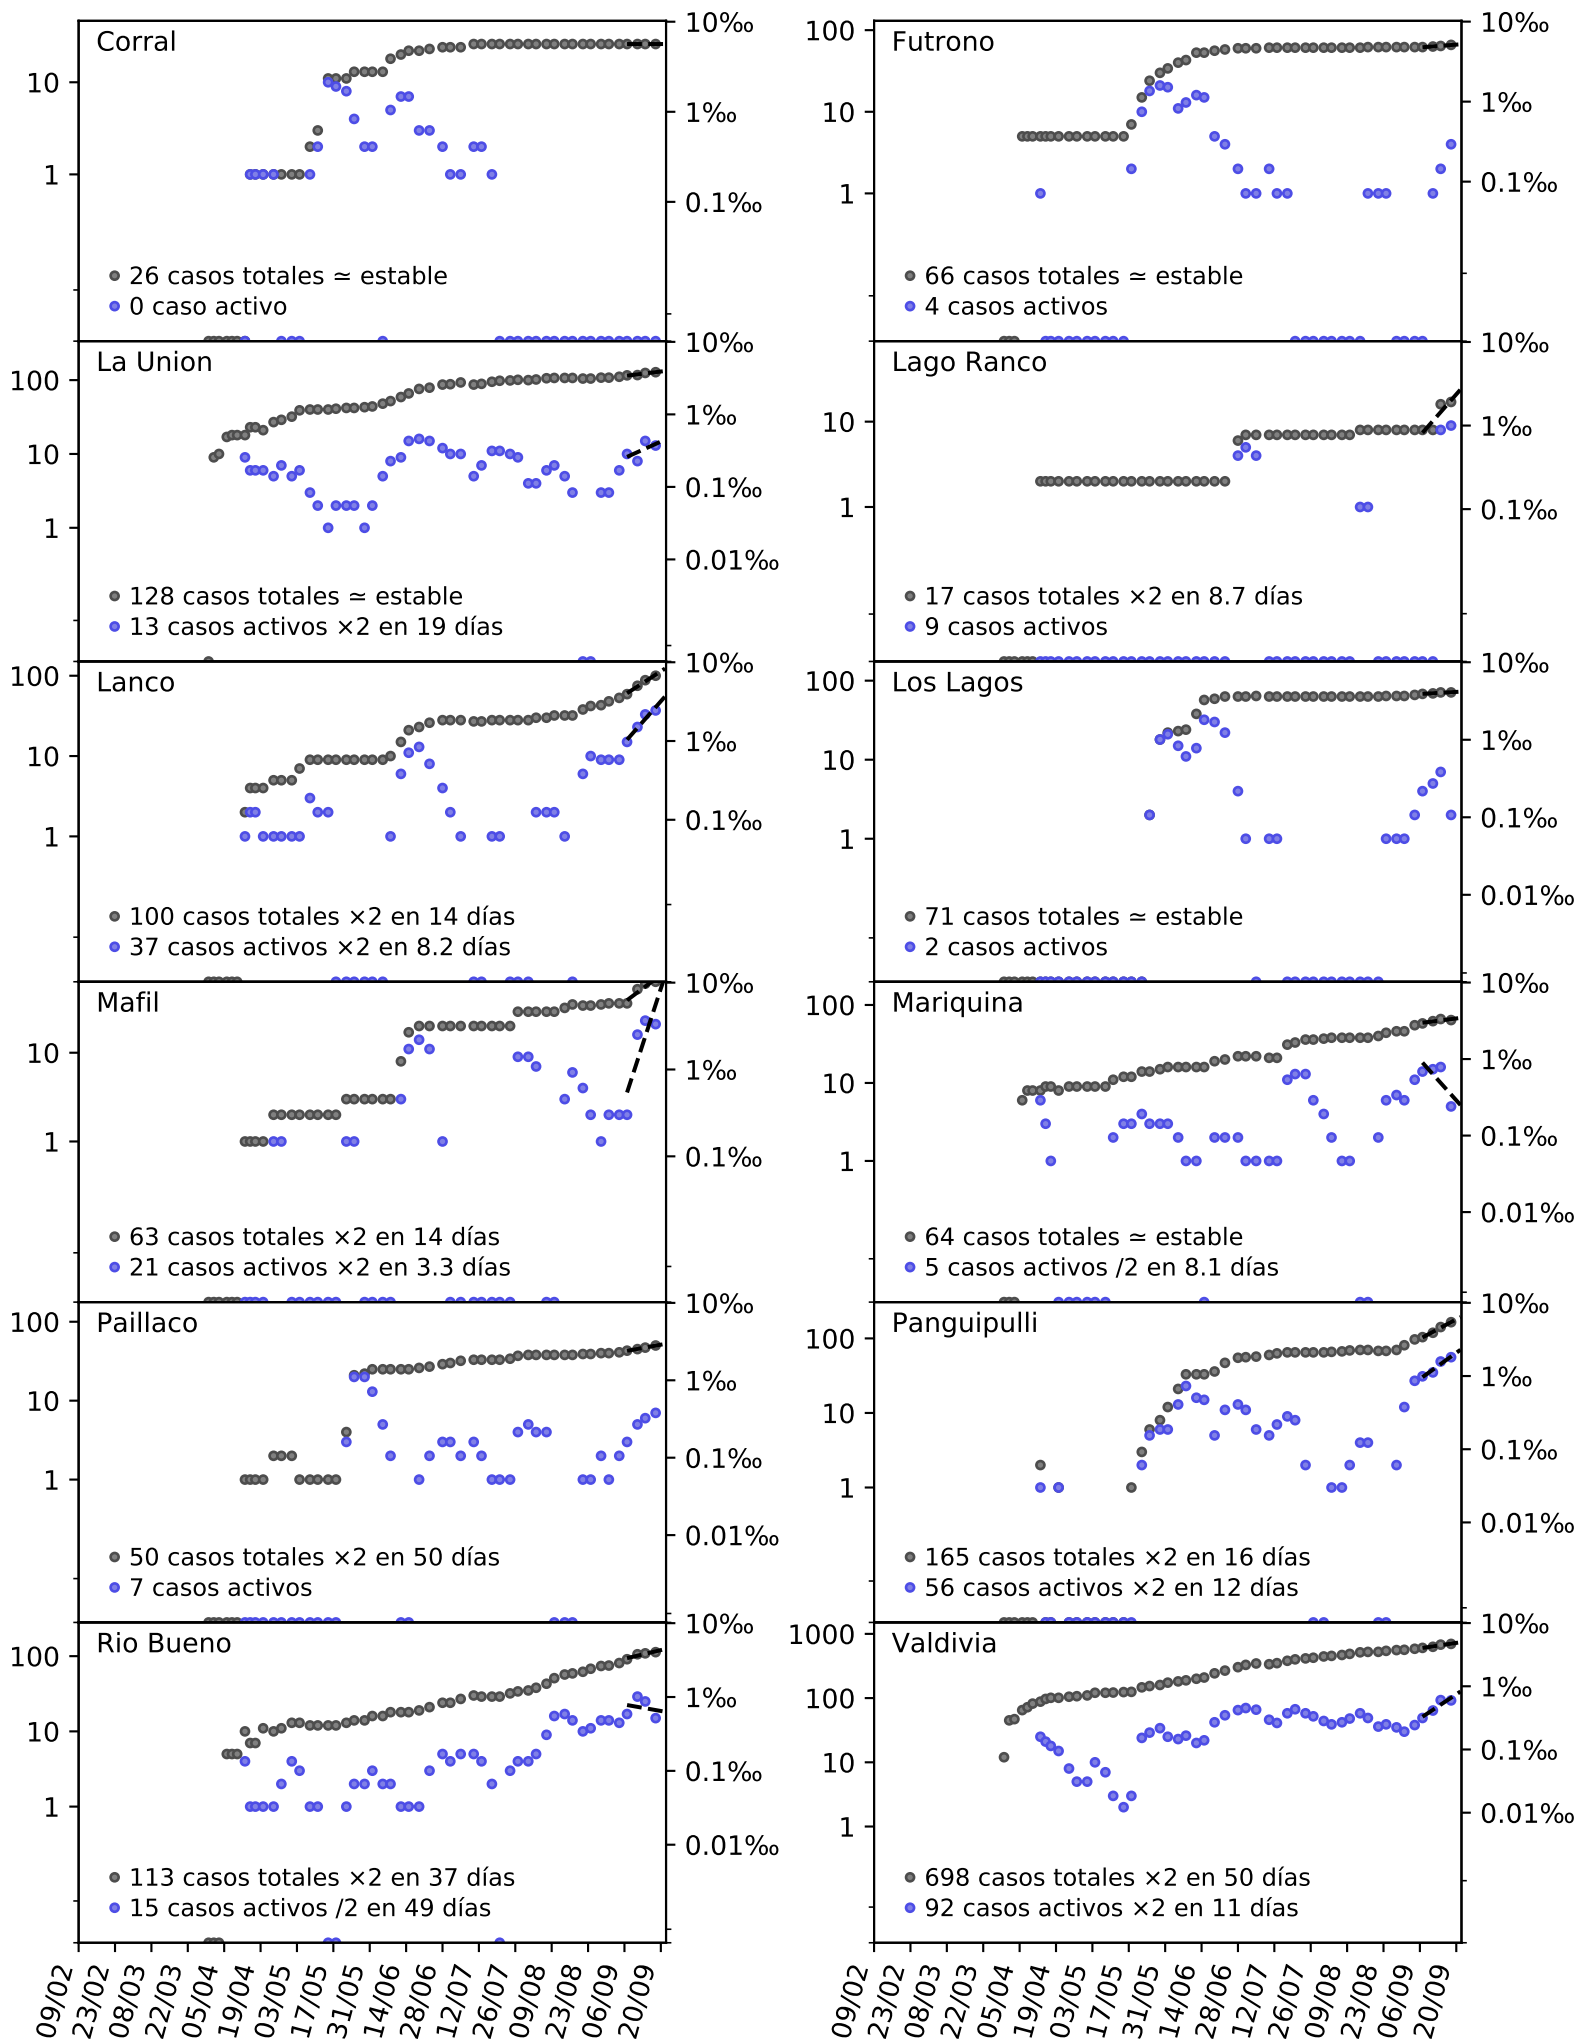 Corral
10
1
10‰
1‰
0.1‰
26 casos totales ≃ estable
0 caso activo
Futrono
100
10
1
10‰
1‰
0.1‰
66 casos totales ≃ estable
4 casos activos
La Union
100
10
1
10‰
1‰
0.1‰
0.01‰
128 casos totales ≃ estable
13 casos activos ×2 en 19 días
Lago Ranco
10
1
10‰
1‰
0.1‰
17 casos totales ×2 en 8.7 días
9 casos activos
Lanco
100
10
1
10‰
1‰
0.1‰
100 casos totales ×2 en 14 días
37 casos activos ×2 en 8.2 días
Los Lagos
100
10
1
10‰
1‰
0.1‰
0.01‰
71 casos totales ≃ estable
2 casos activos
Mafil
10
1
10‰
1‰
0.1‰
63 casos totales ×2 en 14 días
21 casos activos ×2 en 3.3 días
Mariquina
100
10
1
10‰
1‰
0.1‰
0.01‰
64 casos totales ≃ estable
5 casos activos /2 en 8.1 días
Paillaco
100
10
1
10‰
1‰
0.1‰
0.01‰
50 casos totales ×2 en 50 días
7 casos activos
Panguipulli
100
10
1
10‰
1‰
0.1‰
0.01‰
165 casos totales ×2 en 16 días
56 casos activos ×2 en 12 días
Rio Bueno
100
10
1
10‰
1‰
0.1‰
0.01‰
113 casos totales ×2 en 37 días
15 casos activos /2 en 49 días
Valdivia
1000
100
10
1
10‰
1‰
0.1‰
0.01‰
698 casos totales ×2 en 50 días
92 casos activos ×2 en 11 días
09/02 23/02 08/03 22/03 05/04 19/04 03/05 17/05 31/05 14/06 28/06 12/07 26/07 09/08 23/08 06/09 20/09
09/02 23/02 08/03 22/03 05/04 19/04 03/05 17/05 31/05 14/06 28/06 12/07 26/07 09/08 23/08 06/09 20/09